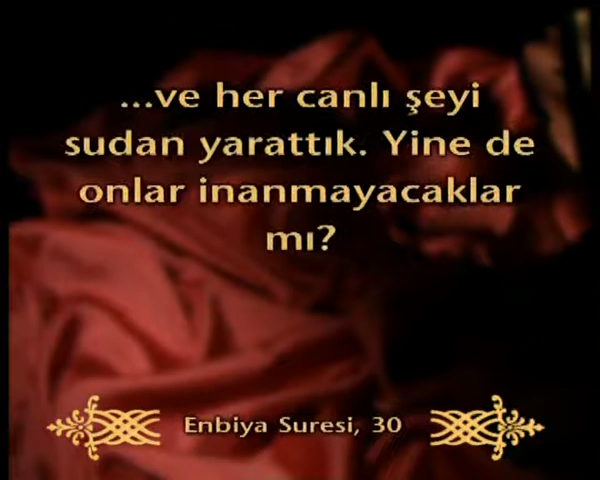 ...ve her canlı şeyi
sudan yarattık. Yine de
onlar inanmayacaklar
mı?
Enbiya Suresi, 30